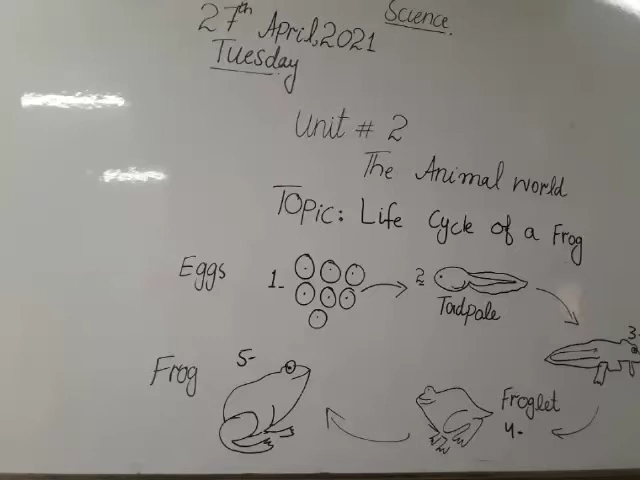 Science.
27th April, 2021
Tuesday
Unit # 2
The Animal world
Topic: Life Cycle of a Frog
Eggs 1- 2
Tadpole
3-
Frog 5- Froglet
4-